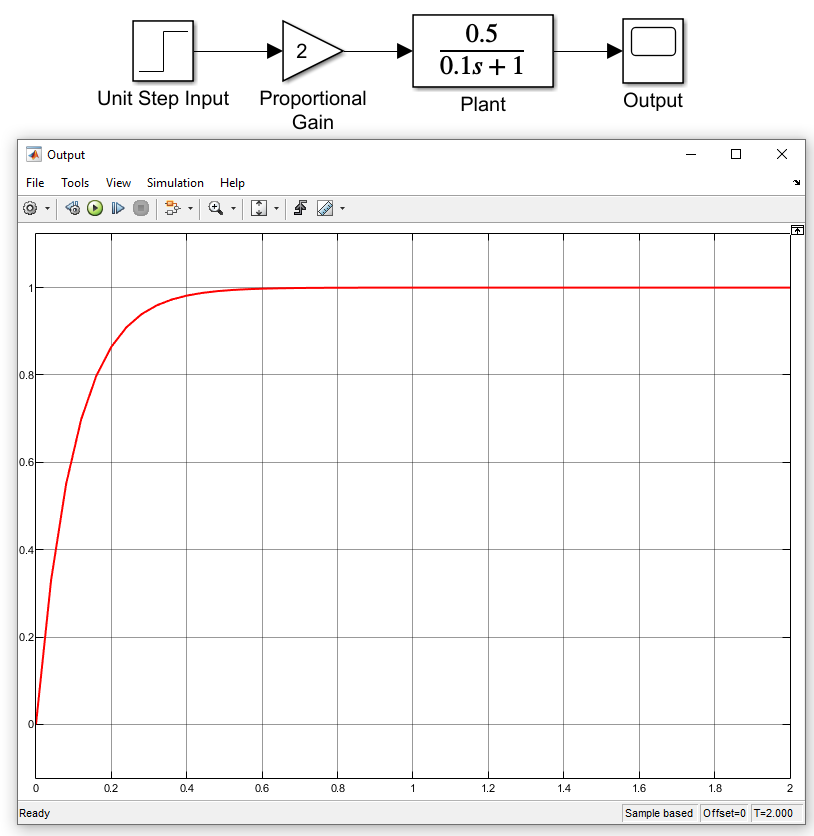 2
0.5
0.1s + 1
Unit Step Input
Proportional
Gain
Plant
Output
Output
File Tools View Simulation Help
1
0.8
0.6
0.4
0.2
0
0 0.2 0.4 0.6 0.8 1 1.2 1.4 1.6 1.8 2
Ready Sample based Offset=0 T=2.000